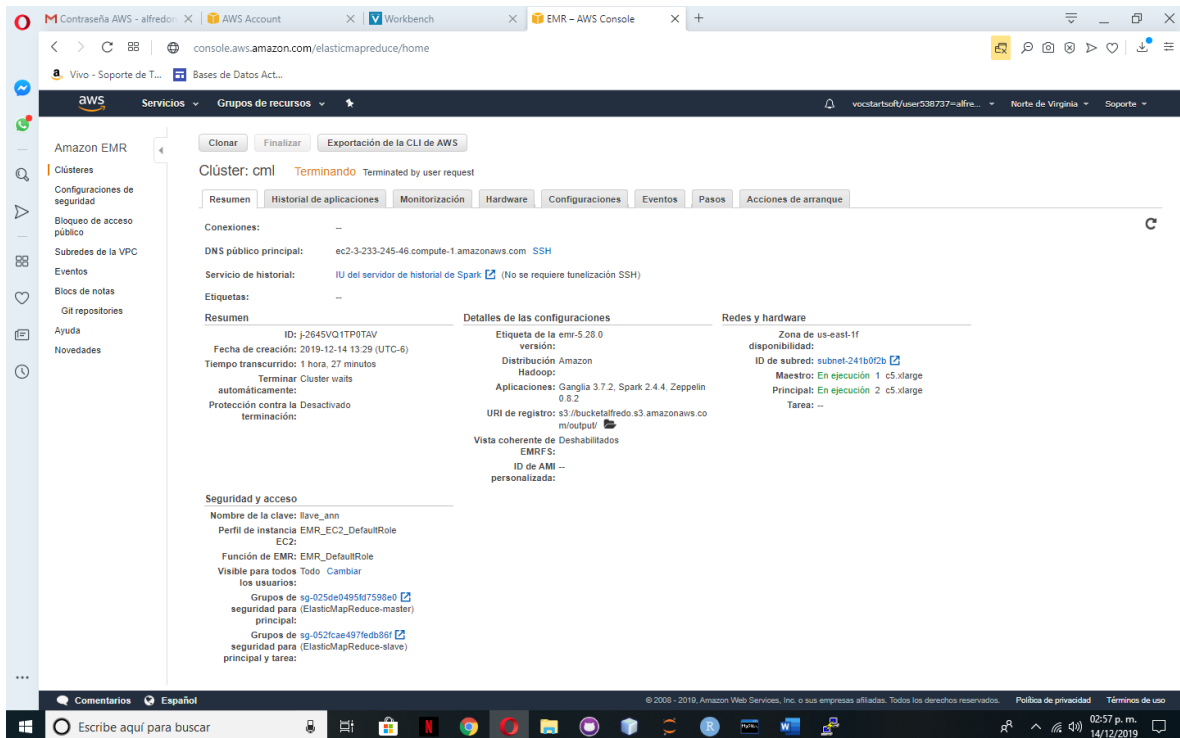 Contraseña AWS - alfredon
AWS Account
Workbench
EMR – AWS Console
console.aws.amazon.com/elasticmapreduce/home
Vivo - Soporte de T...
Bases de Datos Act...
aws
Servicios
Grupos de recursos
vocstartsoft/user538737=alfre...
Norte de Virginia
Soporte
Amazon EMR
Clústeres
Configuraciones de
seguridad
Bloqueo de acceso
público
Subredes de la VPC
Eventos
Blocs de notas
Git repositories
Ayuda
Novedades
Clonar
Finalizar
Exportación de la CLI de AWS
Clúster: cml Terminando Terminated by user request
Resumen
Historial de aplicaciones
Monitorización
Hardware
Configuraciones
Eventos
Pasos
Acciones de arranque
Conexiones: --
DNS público principal: ec2-3-233-245-46.compute-1.amazonaws.com SSH
Servicio de historial: IU del servidor de historial de Spark (No se requiere tunelización SSH)
Etiquetas: --
Resumen
ID: j-2645VQ1TP0TAV
Fecha de creación: 2019-12-14 13:29 (UTC-6)
Tiempo transcurrido: 1 hora, 27 minutos
Terminar Cluster waits
automáticamente:
Protección contra la Desactivado
terminación:
Detalles de las configuraciones
Etiqueta de la emr-5.28.0
versión:
Distribución Amazon
Hadoop:
Aplicaciones: Ganglia 3.7.2, Spark 2.4.4, Zeppelin
0.8.2
URI de registro: s3://bucketalfredo.s3.amazonaws.co
m/output/
Vista coherente de Deshabilitados
EMRFS:
ID de AMI --
personalizada:
Redes y hardware
Zona de us-east-1f
disponibilidad:
ID de subred: subnet-241b0f2b
Maestro: En ejecución 1 c5.xlarge
Principal: En ejecución 2 c5.xlarge
Tarea: --
Seguridad y acceso
Nombre de la clave: llave_ann
Perfil de instancia EMR_EC2_DefaultRole
EC2:
Función de EMR: EMR_DefaultRole
Visible para todos Todo Cambiar
los usuarios:
Grupos de sg-025de0495fd7598e0
seguridad para (ElasticMapReduce-master)
principal:
Grupos de sg-052fcae497fedb86f
seguridad para (ElasticMapReduce-slave)
principal y tarea:
Comentarios
Español
© 2008 - 2019, Amazon Web Services, Inc. o sus empresas afiliadas. Todos los derechos reservados.
Política de privacidad
Términos de uso
Escribe aquí para buscar
02:57 p. m.
14/12/2019